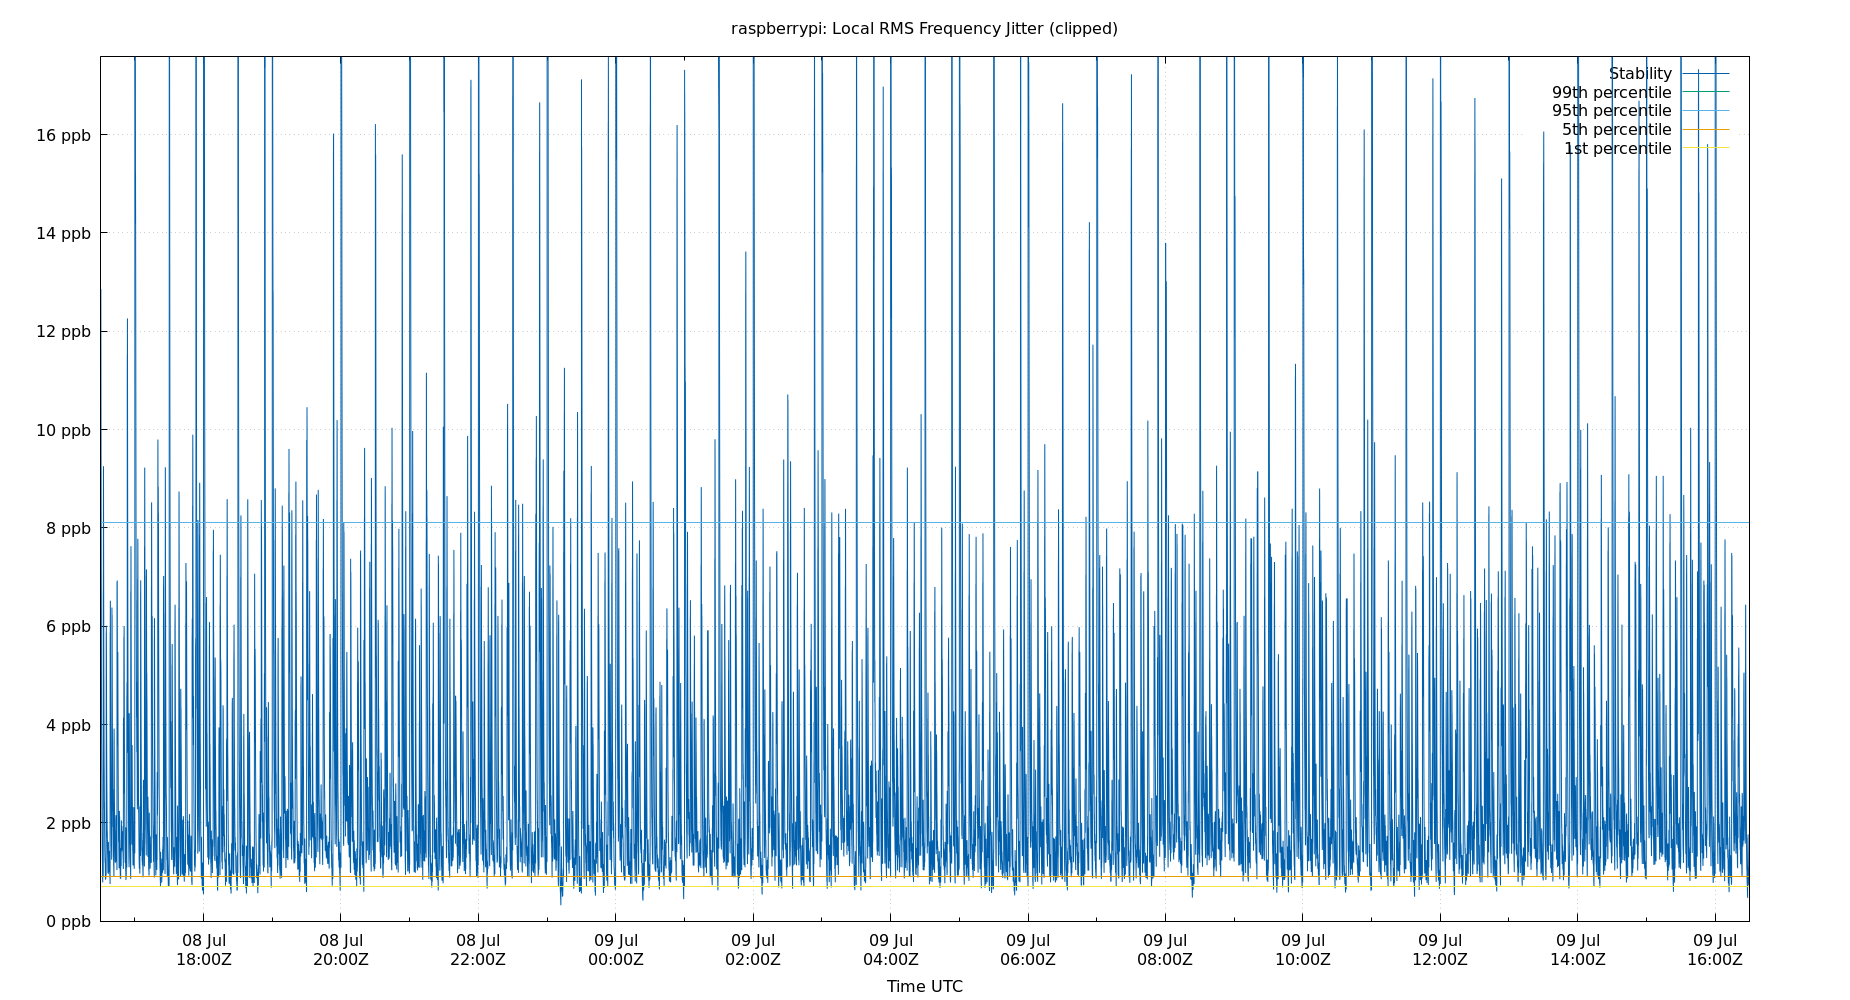 raspberrypi: Local RMS Frequency Jitter (clipped)
Stability
99th percentile
95th percentile
5th percentile
1st percentile
16 ppb
14 ppb
12 ppb
10 ppb
8 ppb
6 ppb
4 ppb
2 ppb
0 ppb
08 Jul 08 Jul 08 Jul 09 Jul 09 Jul 09 Jul 09 Jul 09 Jul 09 Jul 09 Jul 09 Jul 09 Jul
18:00Z 20:00Z 22:00Z 00:00Z 02:00Z 04:00Z 06:00Z 08:00Z 10:00Z 12:00Z 14:00Z 16:00Z
Time UTC